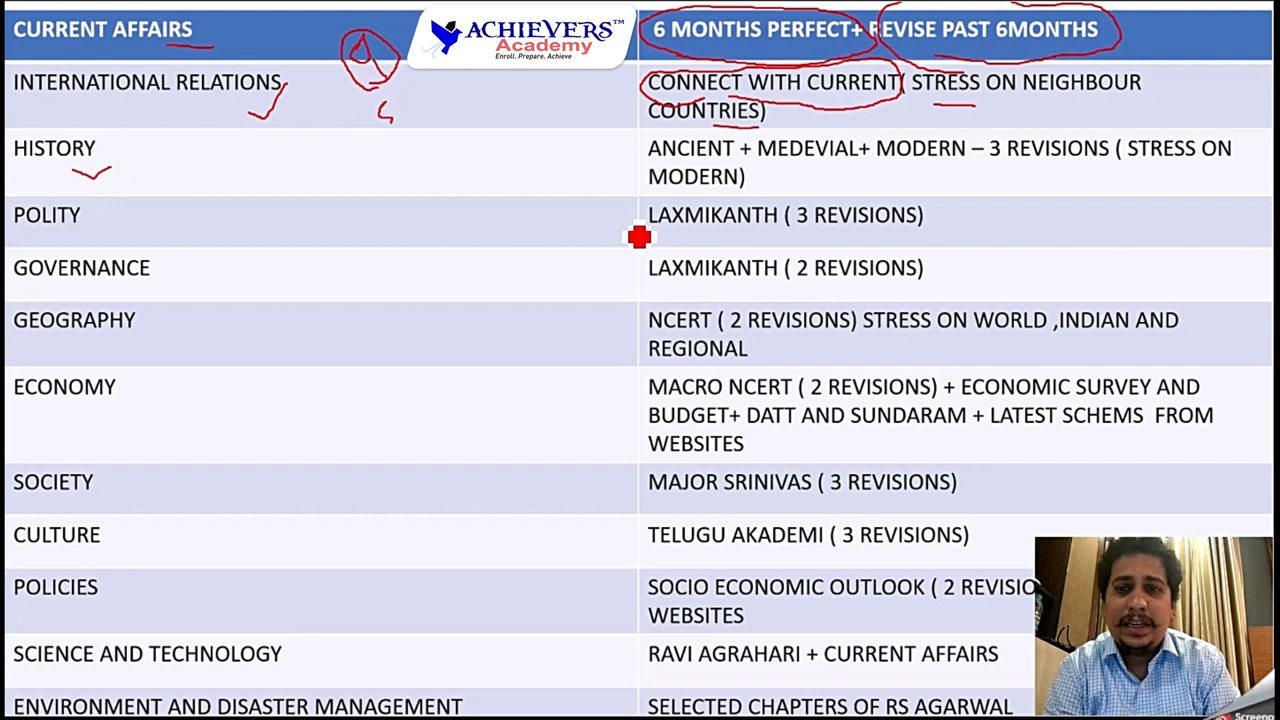 CURRENT AFFAIRS
ACHIEVERS™
Academy
Enroll. Prepare. Achieve
6 MONTHS PERFECT+ REVISE PAST 6MONTHS
INTERNATIONAL RELATIONS
CONNECT WITH CURRENT( STRESS ON NEIGHBOUR
COUNTRIES)
HISTORY
ANCIENT + MEDEVIAL+ MODERN – 3 REVISIONS ( STRESS ON
MODERN)
POLITY
LAXMIKANTH ( 3 REVISIONS)
GOVERNANCE
LAXMIKANTH ( 2 REVISIONS)
GEOGRAPHY
NCERT ( 2 REVISIONS) STRESS ON WORLD ,INDIAN AND
REGIONAL
ECONOMY
MACRO NCERT ( 2 REVISIONS) + ECONOMIC SURVEY AND
BUDGET+ DATT AND SUNDARAM + LATEST SCHEMS FROM
WEBSITES
SOCIETY
MAJOR SRINIVAS ( 3 REVISIONS)
CULTURE
TELUGU AKADEMI ( 3 REVISIONS)
POLICIES
SOCIO ECONOMIC OUTLOOK ( 2 REVISIO
WEBSITES
SCIENCE AND TECHNOLOGY
RAVI AGRAHARI + CURRENT AFFAIRS
ENVIRONMENT AND DISASTER MANAGEMENT
SELECTED CHAPTERS OF RS AGARWAL